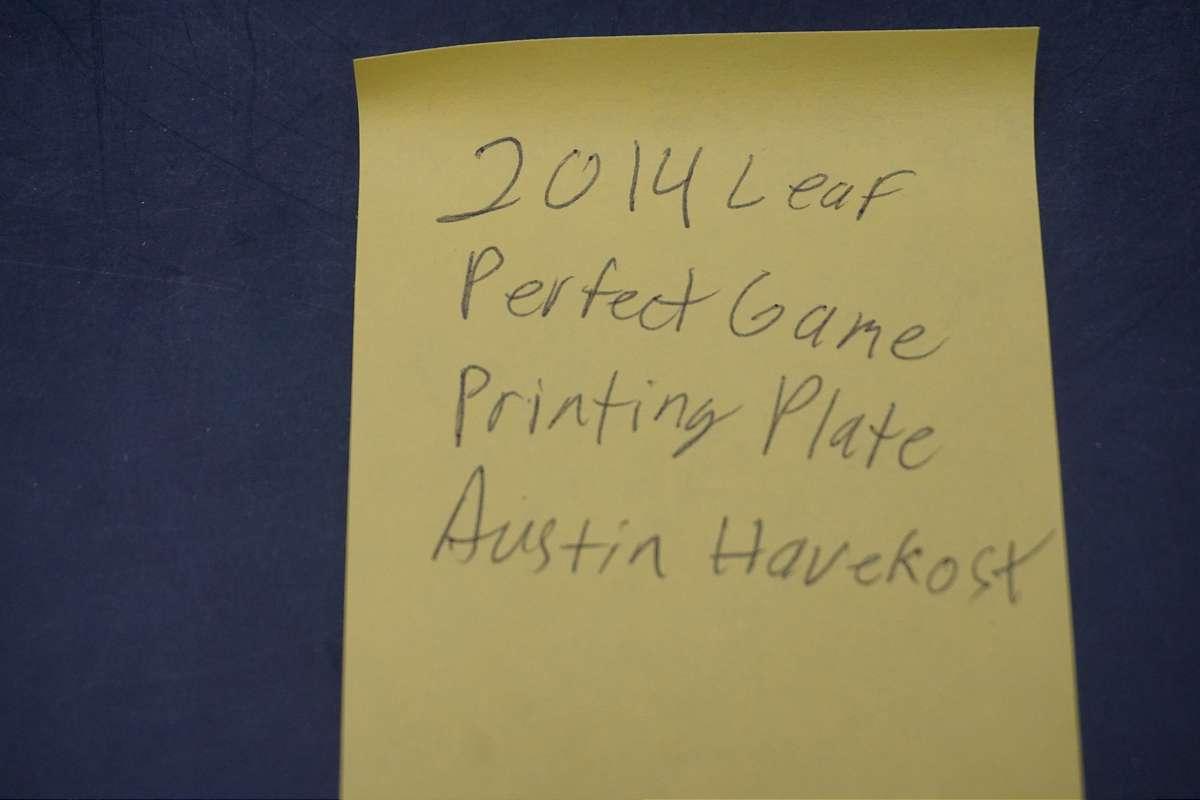 2014 Leaf
Perfect Game
Printing Plate
Austin Havekost